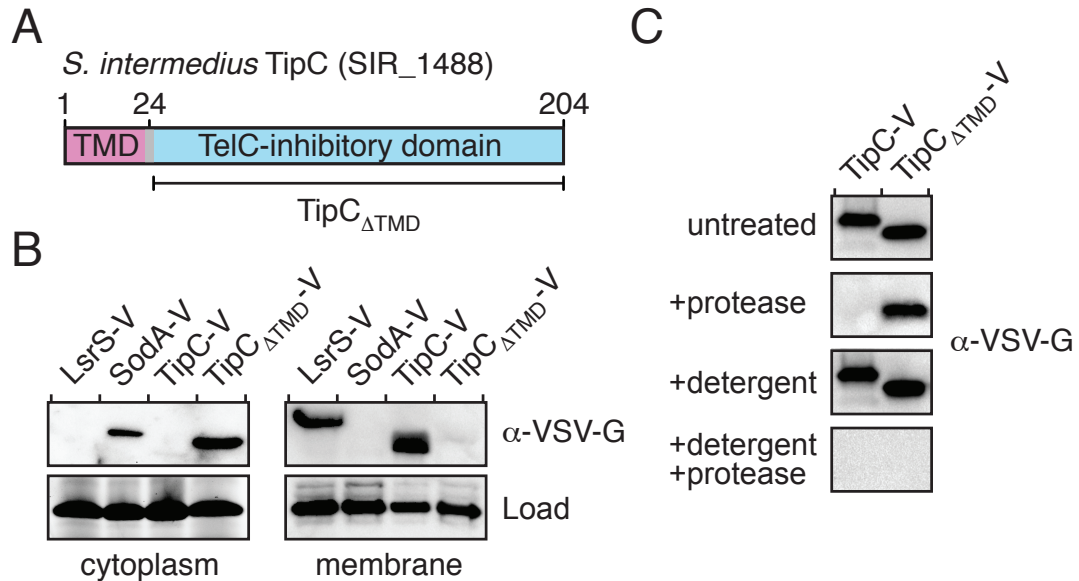 A
S. intermedius TipC (SIR_1488)
1 24 204
TMD TelC-inhibitory domain
TipCΔTMD
B
LsrS-V SodA-V TipC-V TipCΔTMD-V LsrS-V SodA-V TipC-V TipCΔTMD-V
α-VSV-G
Load
cytoplasm membrane
C
TipC-V TipCΔTMD-V
untreated
+protease
α-VSV-G
+detergent
+detergent
+protease